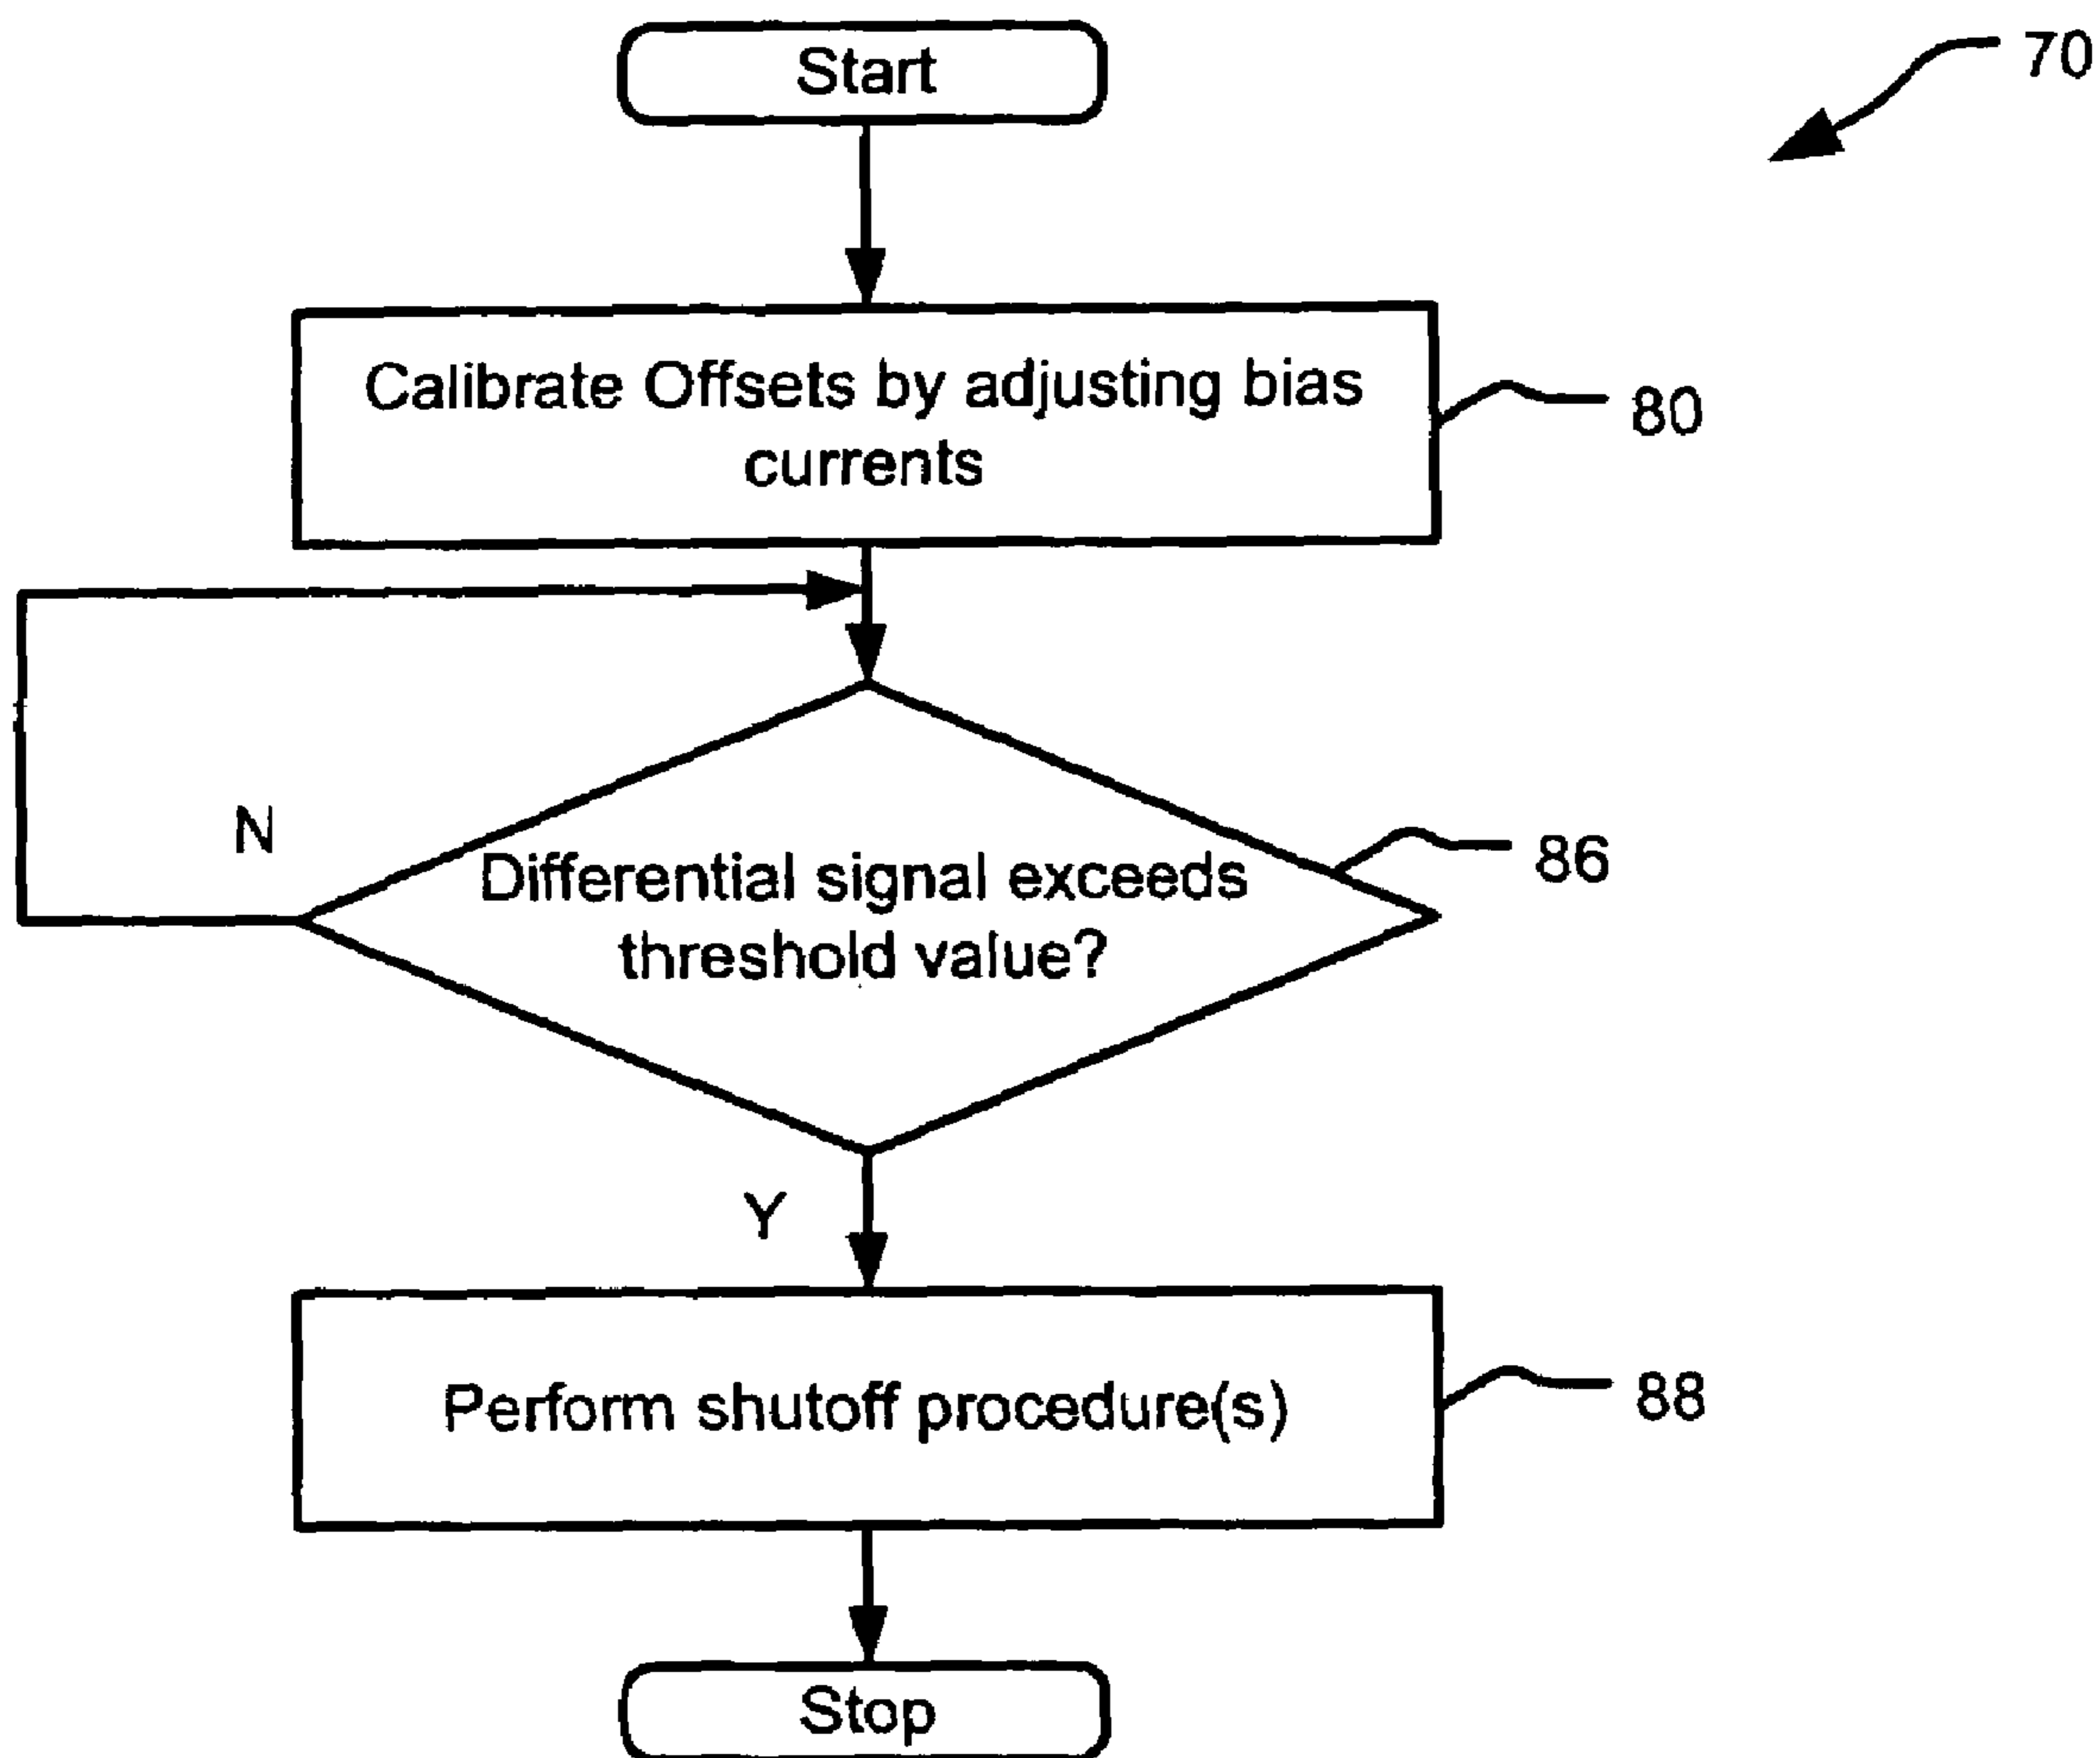 Start
70
Calibrate Offsets by adjusting bias
currents
80
N
Differential signal exceeds
threshold value?
86
Y
Perform shutoff procedure(s)
88
Stop